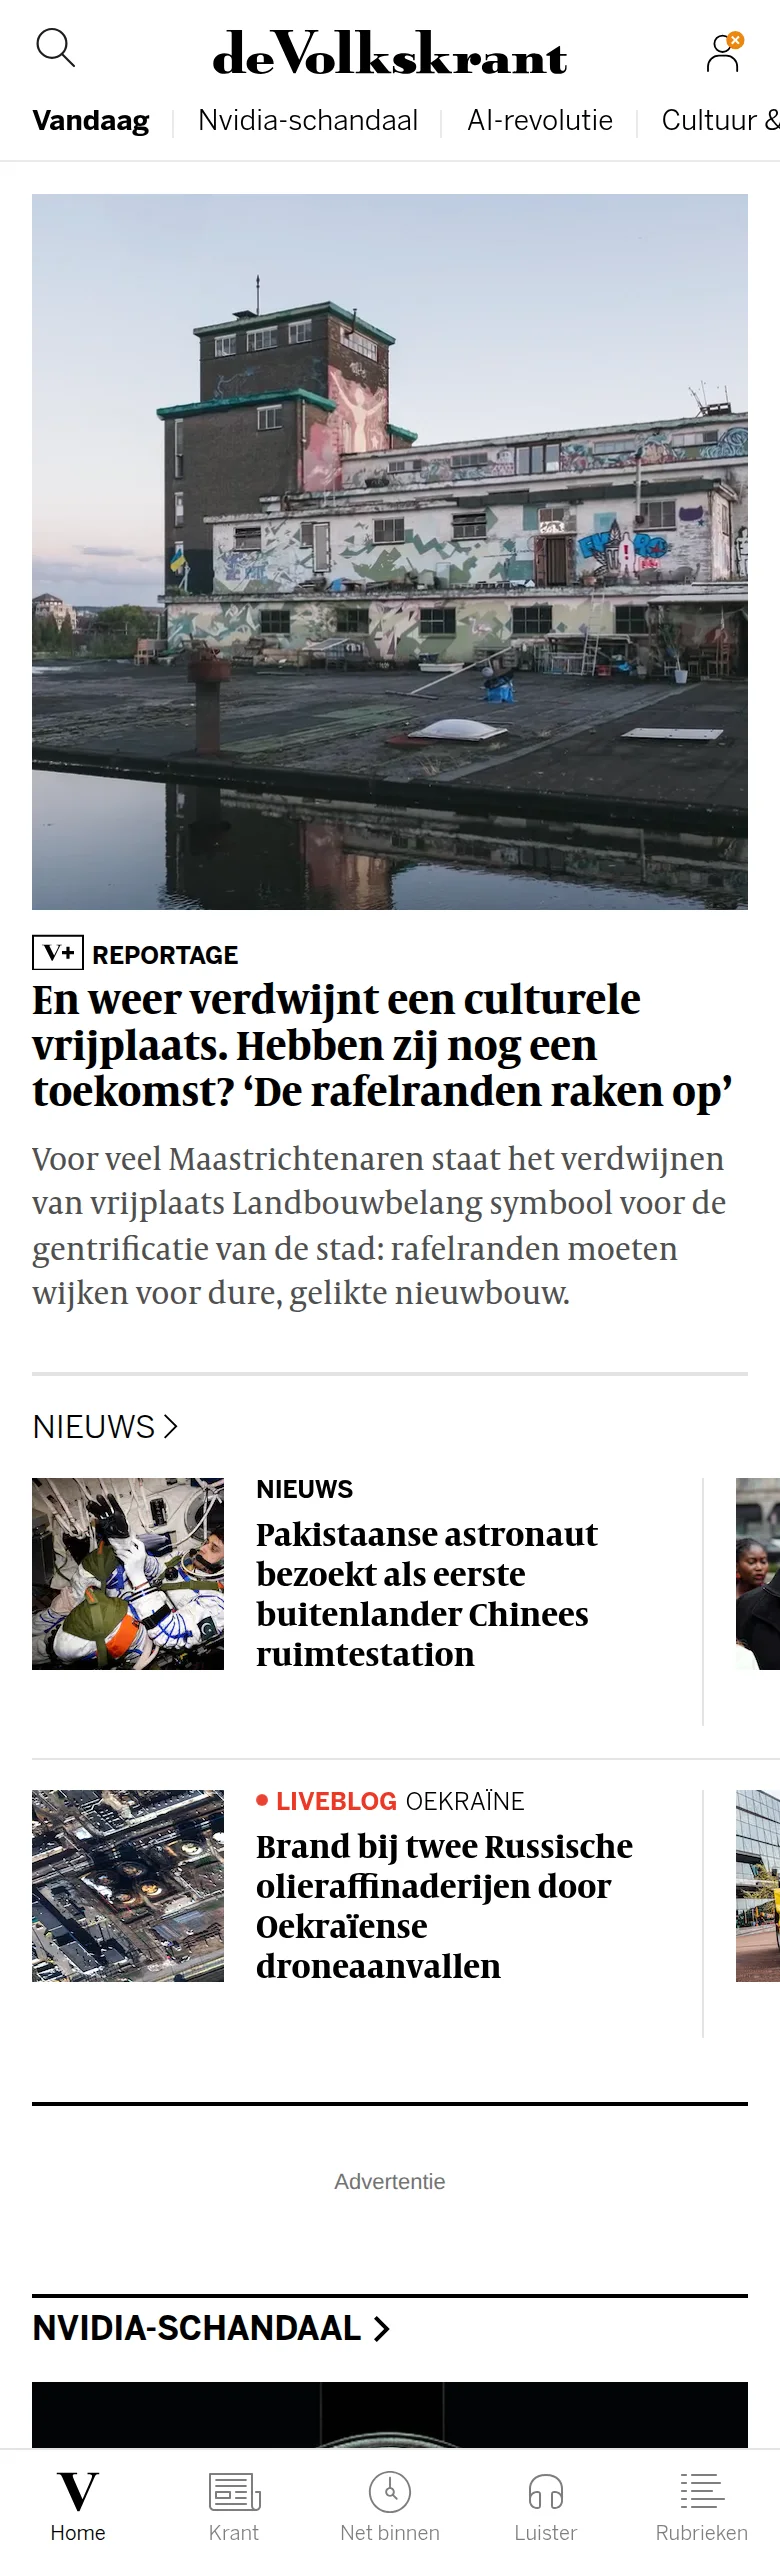 deVolkskrant
Vandaag
Nvidia-schandaal
AI-revolutie
Cultuur &
V+ REPORTAGE
En weer verdwijnt een culturele
vrijplaats. Hebben zij nog een
toekomst? ‘De rafelranden raken op’
Voor veel Maastrichtenaren staat het verdwijnen
van vrijplaats Landbouwbelang symbool voor de
gentrificatie van de stad: rafelranden moeten
wijken voor dure, gelikte nieuwbouw.
NIEUWS
NIEUWS
Pakistaanse astronaut
bezoekt als eerste
buitenlander Chinees
ruimtestation
LIVEBLOG OEKRAÏNE
Brand bij twee Russische
olieraffinaderijen door
Oekraïense
droneaanvallen
Advertentie
NVIDIA-SCHANDAAL
V
Home
Krant
Net binnen
Luister
Rubrieken